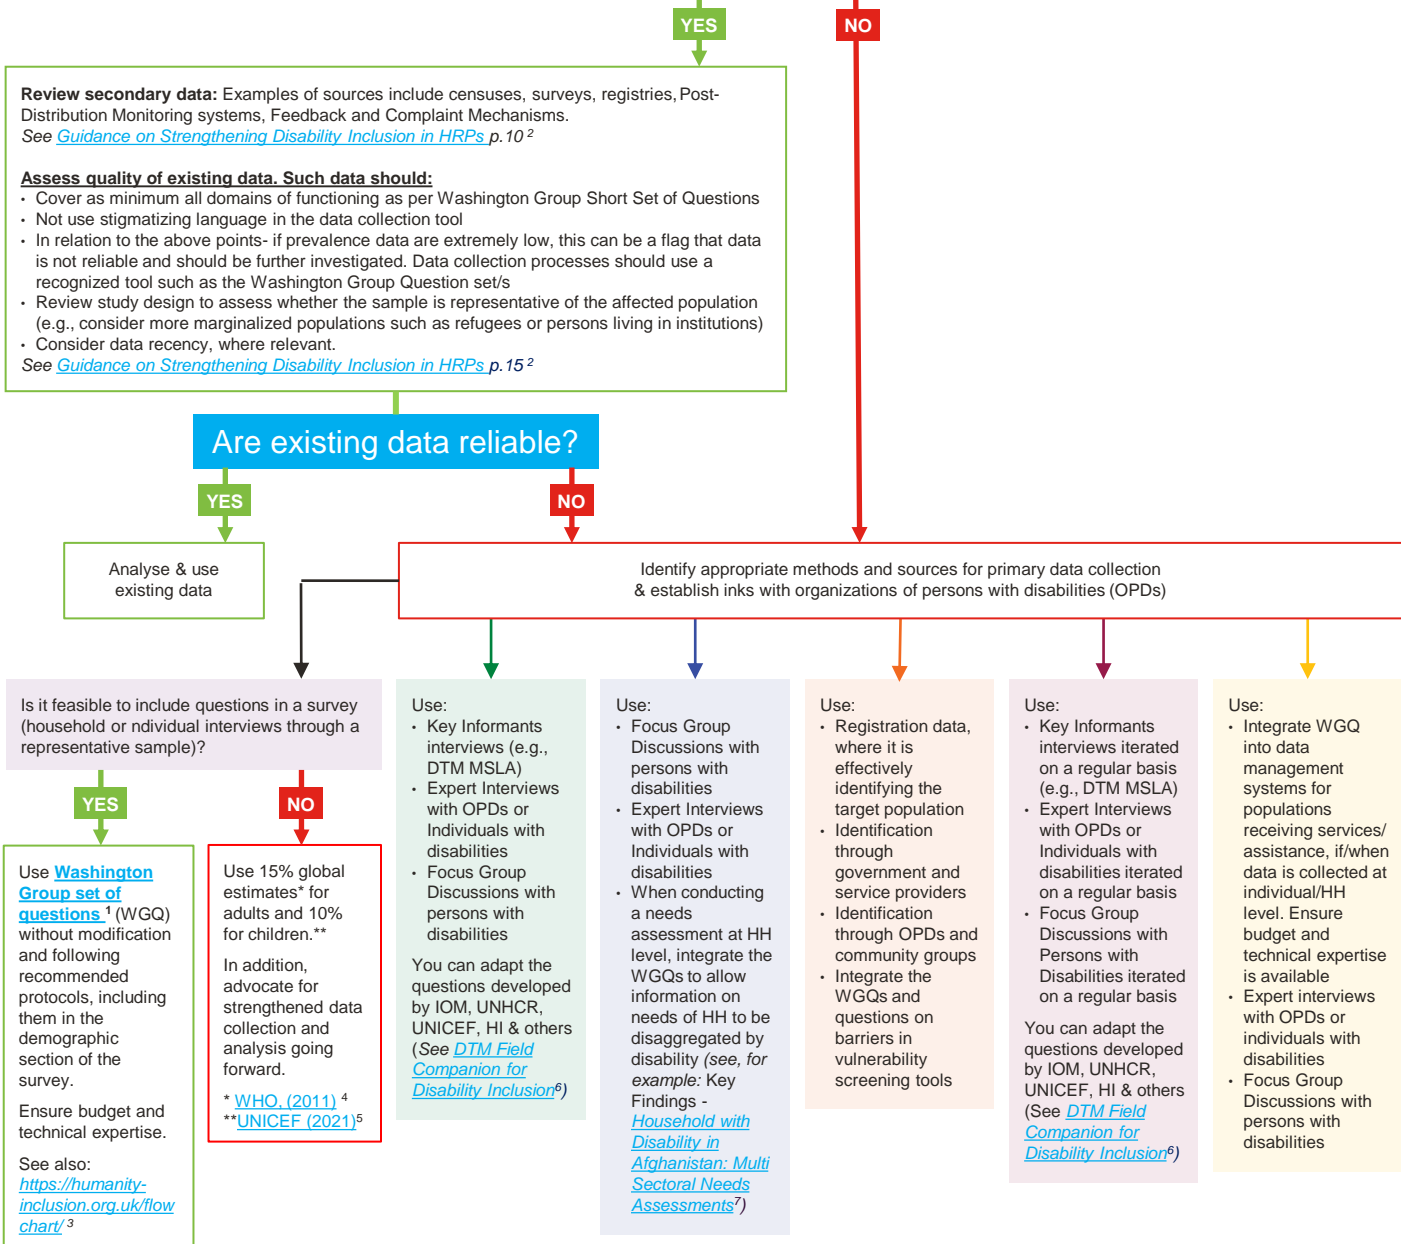 YES
NO
Review secondary data: Examples of sources include censuses, surveys, registries, Post-
Distribution Monitoring systems, Feedback and Complaint Mechanisms.
See Guidance on Strengthening Disability Inclusion in HRPs p.10 2
Assess quality of existing data. Such data should:
• Cover as minimum all domains of functioning as per Washington Group Short Set of Questions
• Not use stigmatizing language in the data collection tool
• In relation to the above points- if prevalence data are extremely low, this can be a flag that data
is not reliable and should be further investigated. Data collection processes should use a
recognized tool such as the Washington Group Question set/s
• Review study design to assess whether the sample is representative of the affected population
(e.g., consider more marginalized populations such as refugees or persons living in institutions)
• Consider data recency, where relevant.
See Guidance on Strengthening Disability Inclusion in HRPs p.15 2
Are existing data reliable?
YES
NO
Analyse & use
existing data
Identify appropriate methods and sources for primary data collection
& establish inks with organizations of persons with disabilities (OPDs)
Is it feasible to include questions in a survey
(household or ndividual interviews through a
representative sample)?
YES
NO
Use Washington
Group set of
questions 1 (WGQ)
without modification
and following
recommended
protocols, including
them in the
demographic
section of the
survey.
Ensure budget and
technical expertise.
See also:
https://humanity-
inclusion.org.uk/flow
chart/ 3
Use 15% global
estimates* for
adults and 10%
for children.**
In addition,
advocate for
strengthened data
collection and
analysis going
forward.
* WHO, (2011) 4
**UNICEF (2021)5
Use:
• Key Informants
interviews (e.g.,
DTM MSLA)
• Expert Interviews
with OPDs or
Individuals with
disabilities
• Focus Group
Discussions with
persons with
disabilities
You can adapt the
questions developed
by IOM, UNHCR,
UNICEF, HI & others
(See DTM Field
Companion for
Disability Inclusion6)
Use:
• Focus Group
Discussions with
persons with
disabilities
• Expert Interviews
with OPDs or
Individuals with
disabilities
• When conducting
a needs
assessment at HH
level, integrate the
WGQs to allow
information on
needs of HH to be
disaggregated by
disability (see, for
example: Key
Findings -
Household with
Disability in
Afghanistan: Multi
Sectoral Needs
Assessments7)
Use:
• Registration data,
where it is
effectively
identifying the
target population
• Identification
through
government and
service providers
• Identification
through OPDs and
community groups
• Integrate the
WGQs and
questions on
barriers in
vulnerability
screening tools
Use:
• Key Informants
interviews iterated
on a regular basis
(e.g., DTM MSLA)
• Expert Interviews
with OPDs or
Individuals with
disabilities iterated
on a regular basis
• Focus Group
Discussions with
Persons with
Disabilities iterated
on a regular basis
You can adapt the
questions developed
by IOM, UNHCR,
UNICEF, HI & others
(See DTM Field
Companion for
Disability Inclusion6)
Use:
• Integrate WGQ
into data
management
systems for
populations
receiving services/
assistance, if/when
data is collected at
individual/HH
level. Ensure
budget and
technical expertise
is available
• Expert interviews
with OPDs or
individuals with
disabilities
• Focus Group
Discussions with
persons with
disabilities